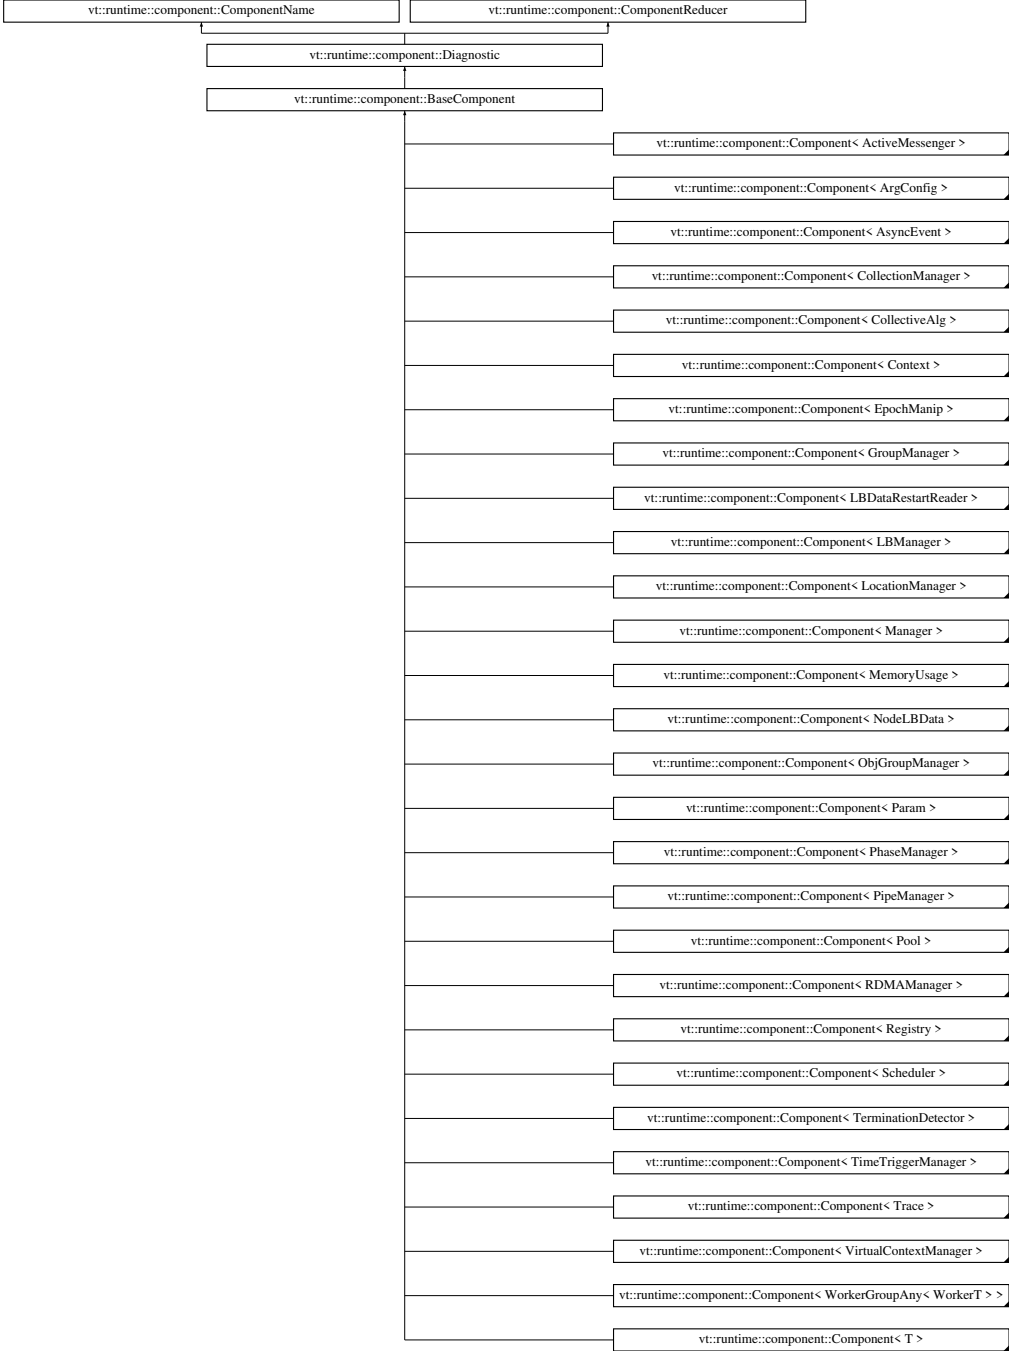 vt::runtime::component::ComponentName
vt::runtime::component::ComponentReducer
vt::runtime::component::Diagnostic
vt::runtime::component::BaseComponent
vt::runtime::component::Component< ActiveMessenger >
vt::runtime::component::Component< ArgConfig >
vt::runtime::component::Component< AsyncEvent >
vt::runtime::component::Component< CollectionManager >
vt::runtime::component::Component< CollectiveAlg >
vt::runtime::component::Component< Context >
vt::runtime::component::Component< EpochManip >
vt::runtime::component::Component< GroupManager >
vt::runtime::component::Component< LBDataRestartReader >
vt::runtime::component::Component< LBManager >
vt::runtime::component::Component< LocationManager >
vt::runtime::component::Component< Manager >
vt::runtime::component::Component< MemoryUsage >
vt::runtime::component::Component< NodeLBData >
vt::runtime::component::Component< ObjGroupManager >
vt::runtime::component::Component< Param >
vt::runtime::component::Component< PhaseManager >
vt::runtime::component::Component< PipeManager >
vt::runtime::component::Component< Pool >
vt::runtime::component::Component< RDMAManager >
vt::runtime::component::Component< Registry >
vt::runtime::component::Component< Scheduler >
vt::runtime::component::Component< TerminationDetector >
vt::runtime::component::Component< TimeTriggerManager >
vt::runtime::component::Component< Trace >
vt::runtime::component::Component< VirtualContextManager >
vt::runtime::component::Component< WorkerGroupAny< WorkerT > >
vt::runtime::component::Component< T >